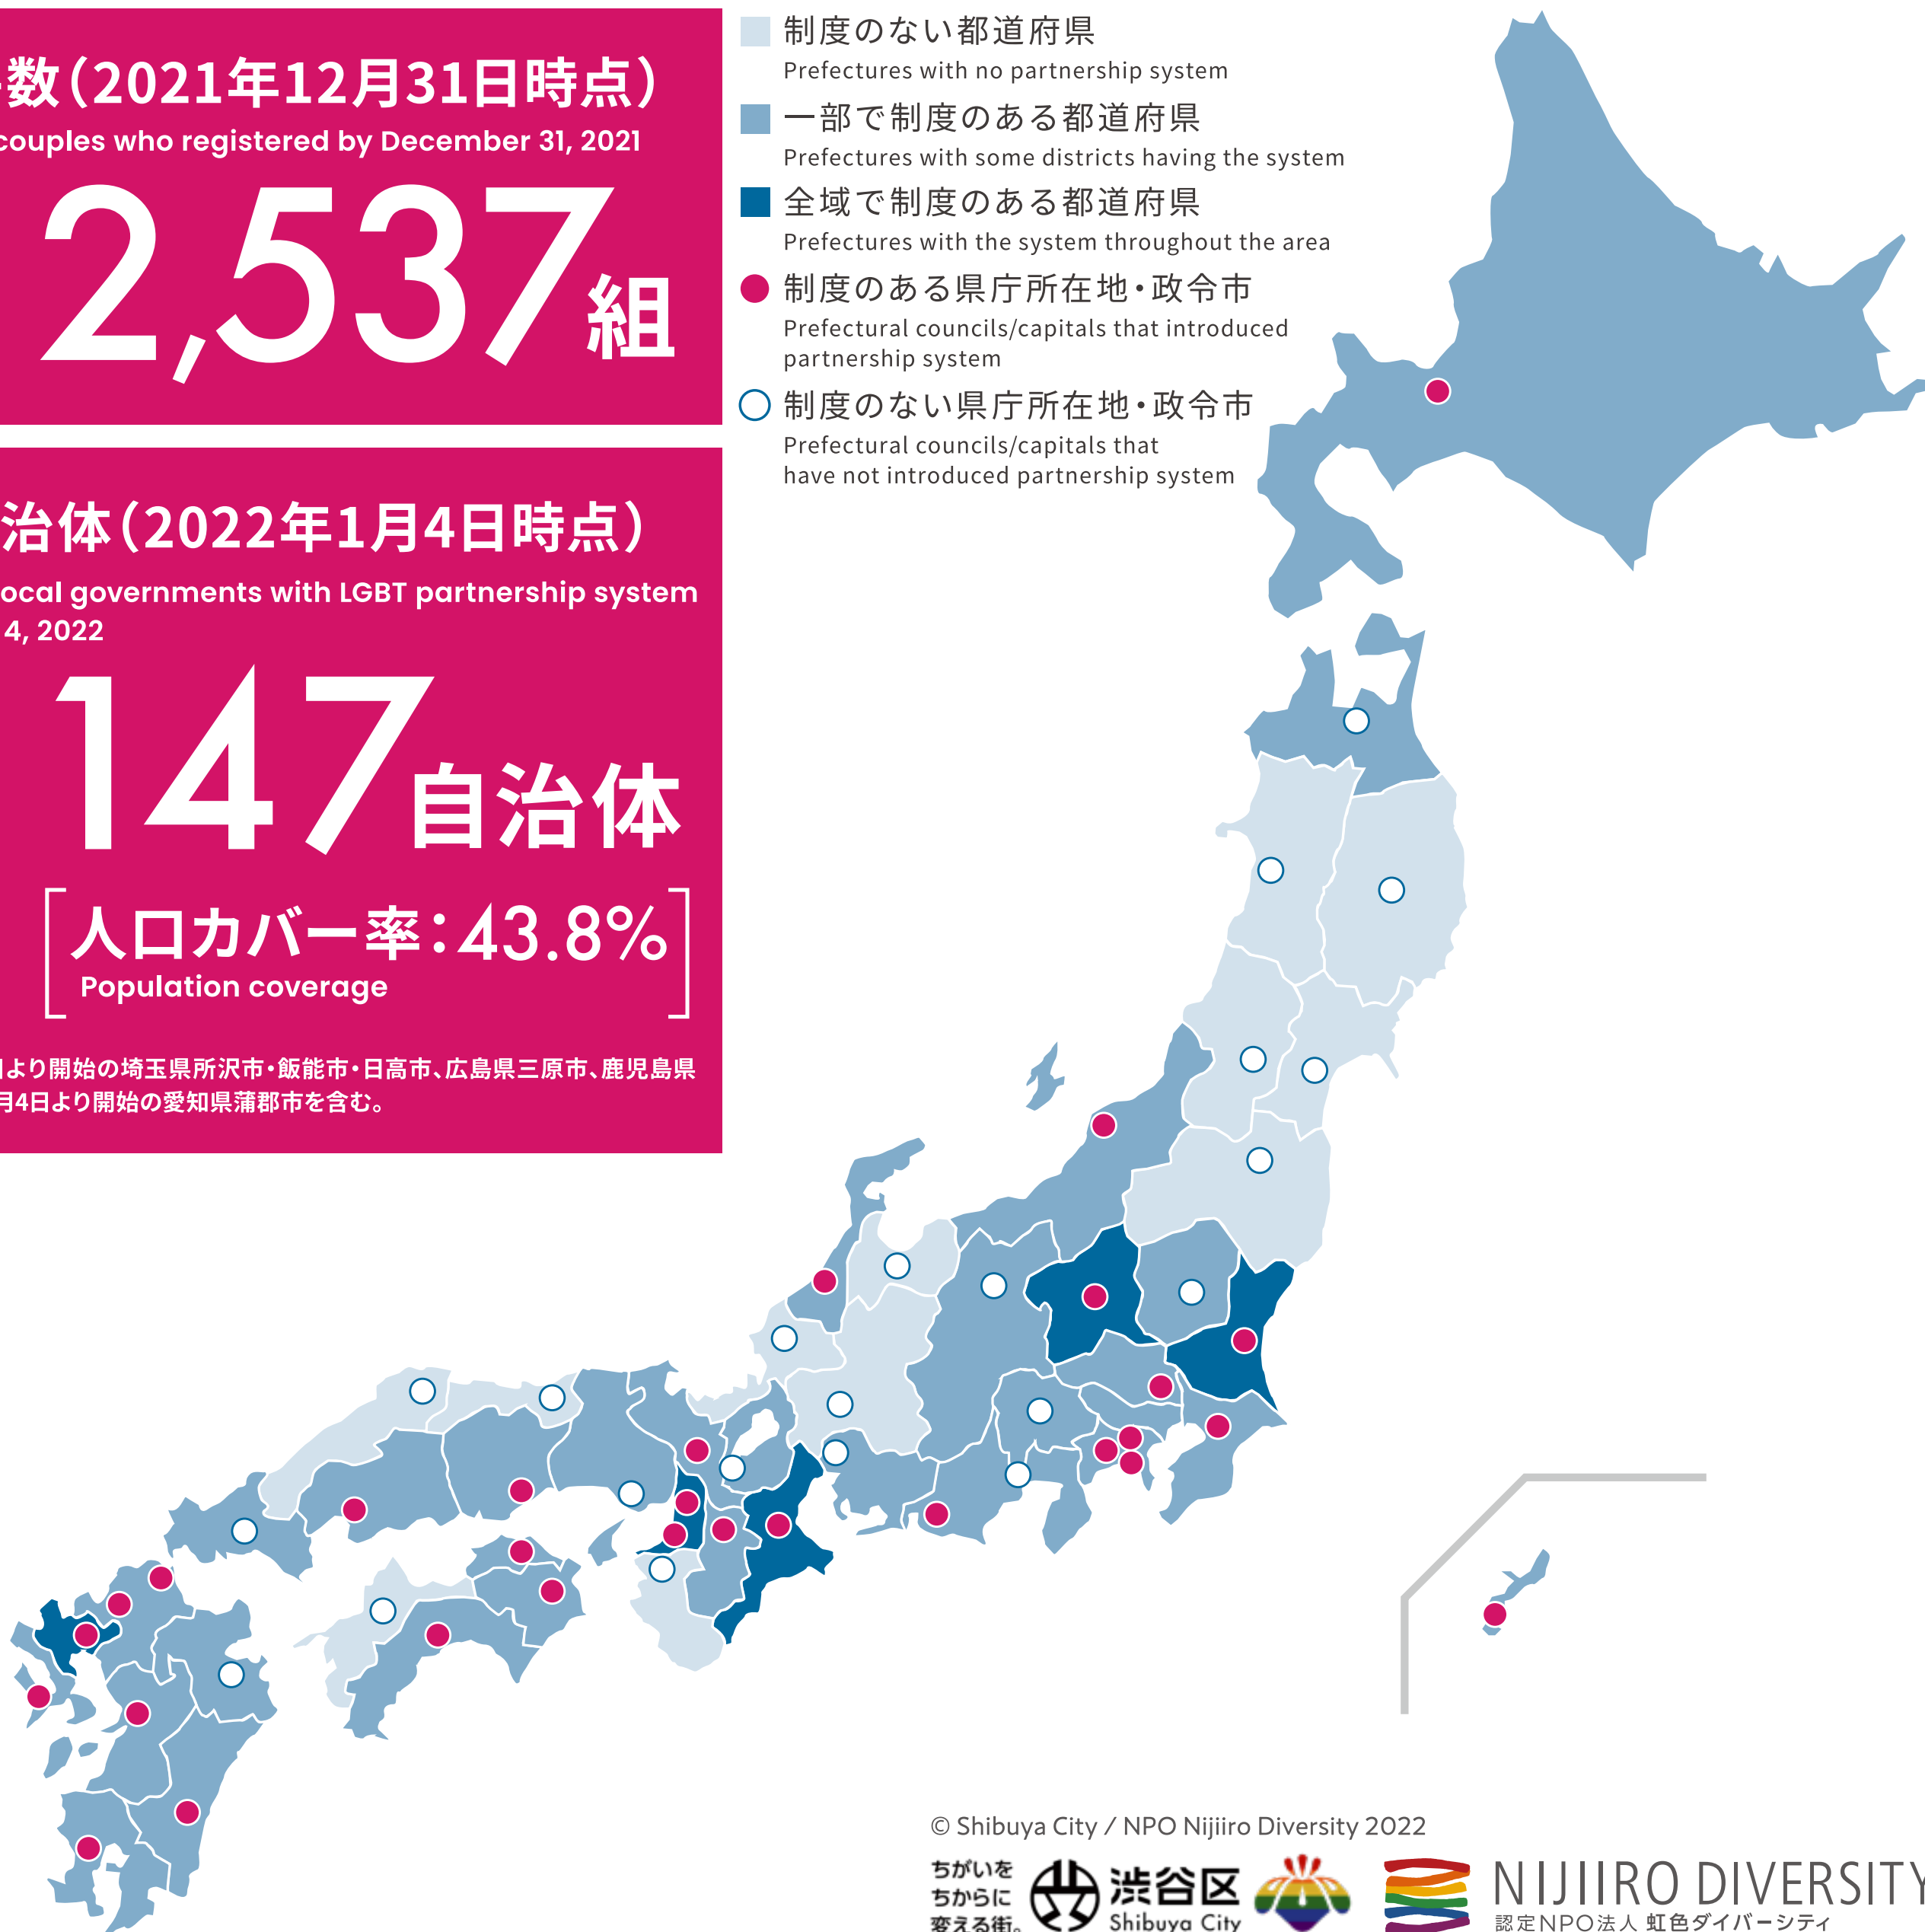 数（2021年12月31日時点）
couples who registered by December 31, 2021
2,537組
治体（2022年1月4日時点）
ocal governments with LGBT partnership system
4, 2022
147自治体
人口カバー率：43.8%
Population coverage
より開始の埼玉県所沢市・飯能市・日高市、広島県三原市、鹿児島県
月4日より開始の愛知県蒲郡市を含む。
制度のない都道府県
Prefectures with no partnership system
一部で制度のある都道府県
Prefectures with some districts having the system
全域で制度のある都道府県
Prefectures with the system throughout the area
制度のある県庁所在地・政令市
Prefectural councils/capitals that introduced
partnership system
制度のない県庁所在地・政令市
Prefectural councils/capitals that
have not introduced partnership system
© Shibuya City / NPO Nijiiro Diversity 2022
ちがいを
ちからに
変える街。
渋谷区
Shibuya City
NIJIIRO DIVERSITY
認定NPO法人 虹色ダイバーシティ